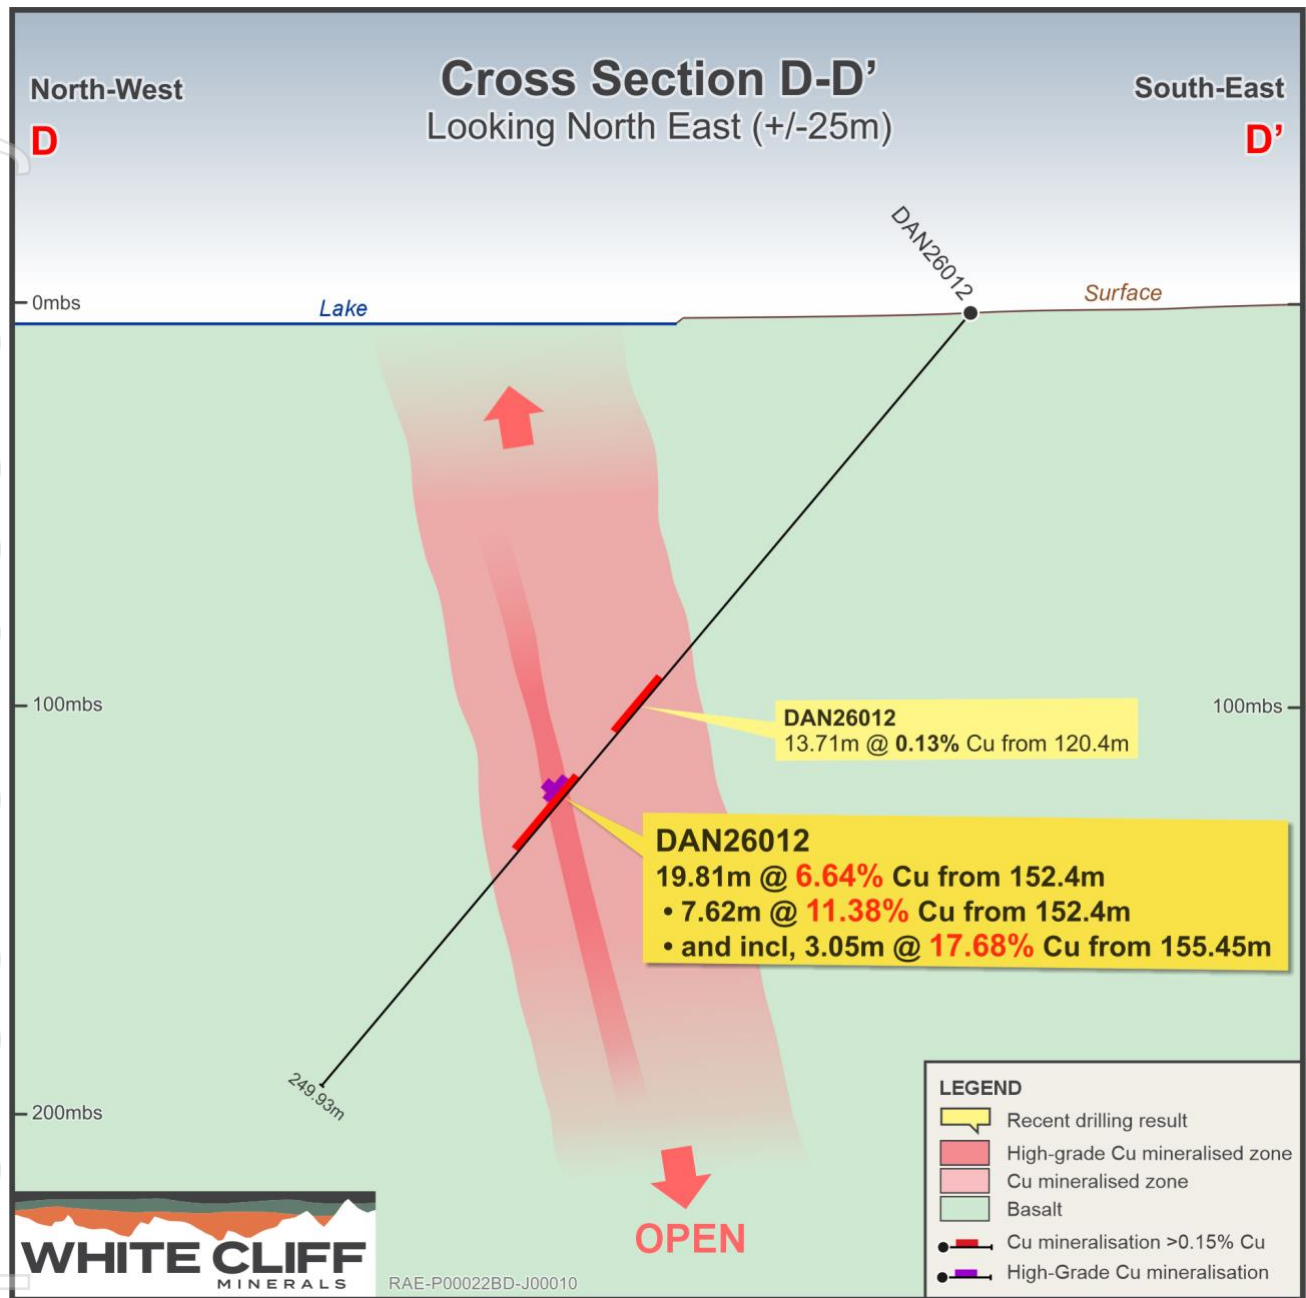 Cross Section D-D’
Looking North East (+/-25m)
North-West
D
South-East
D’
DAN26012
0mbs
Lake
Surface
100mbs
100mbs
DAN26012
13.71m @ 0.13% Cu from 120.4m
DAN26012
19.81m @ 6.64% Cu from 152.4m
• 7.62m @ 11.38% Cu from 152.4m
• and incl, 3.05m @ 17.68% Cu from 155.45m
249.93m
200mbs
OPEN
LEGEND
Recent drilling result
High-grade Cu mineralised zone
Cu mineralised zone
Basalt
Cu mineralisation >0.15% Cu
High-Grade Cu mineralisation
WHITE CLIFF
MINERALS
RAE-P00022BD-J00010